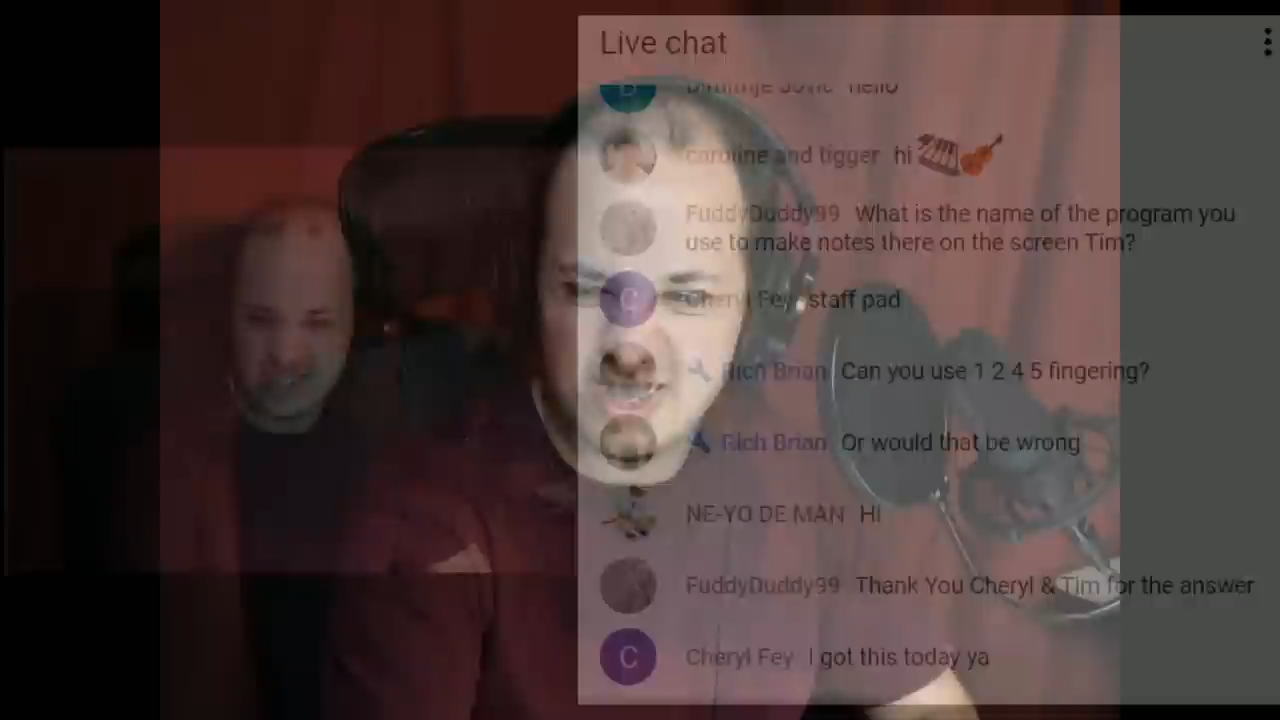 Live chat
hello
caroline and tigger hi
FuddyDuddy99 What is the name of the program you
use to make notes there on the screen Tim?
C Cheryl Fey staff pad
Rich Brian Can you use 1 2 4 5 fingering?
Rich Brian Or would that be wrong
NE-YO DE MAN Hi
FuddyDuddy99 Thank You Cheryl & Tim for the answer
C Cheryl Fey I got this today ya